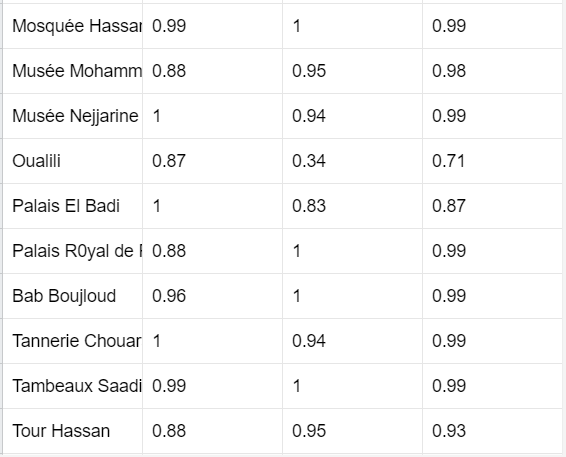 Mosquée Hassan 0.99 1 0.99
Musée Mohamm 0.88 0.95 0.98
Musée Nejjarine 1 0.94 0.99
Oualili 0.87 0.34 0.71
Palais El Badi 1 0.83 0.87
Palais R0yal de F 0.88 1 0.99
Bab Boujloud 0.96 1 0.99
Tannerie Chouar 1 0.94 0.99
Tambeaux Saadi 0.99 1 0.99
Tour Hassan 0.88 0.95 0.93